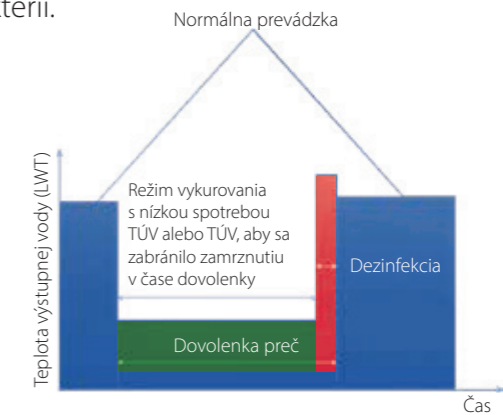 Normálna prevádzka
Teplota výstupnej vody (LWT)
Režim vykurovania
s nízkou spotrebou
TÚV alebo TÚV, aby sa
zabránilo zamrznutiu
v čase dovolenky
Dezinfekcia
Dovolenka preč
Čas